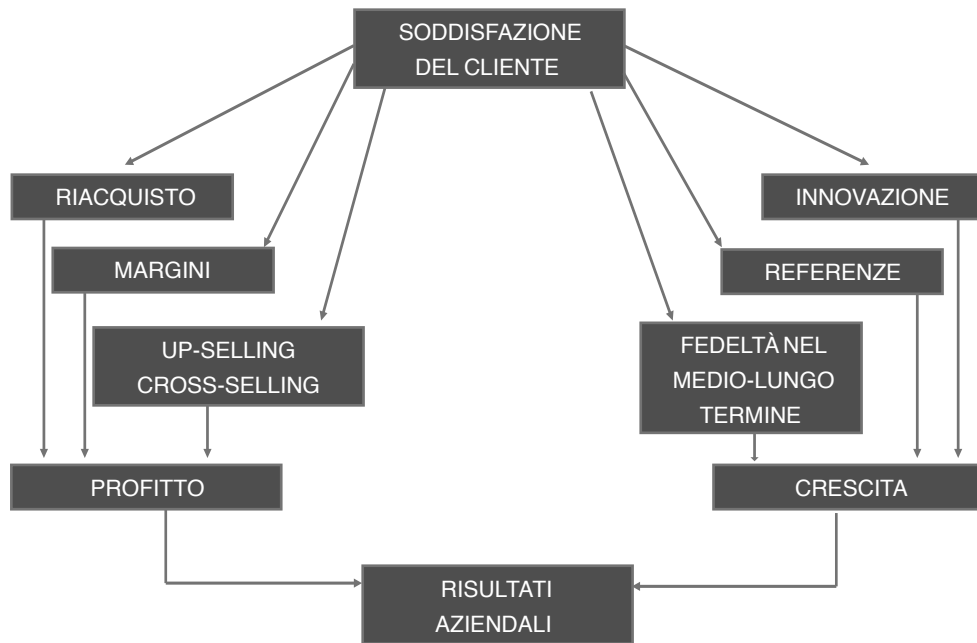 SODDISFAZIONE
DEL CLIENTE
RIACQUISTO
INNOVAZIONE
MARGINI
REFERENZE
UP-SELLING
CROSS-SELLING
FEDELTÀ NEL
MEDIO-LUNGO
TERMINE
PROFITTO
CRESCITA
RISULTATI
AZIENDALI